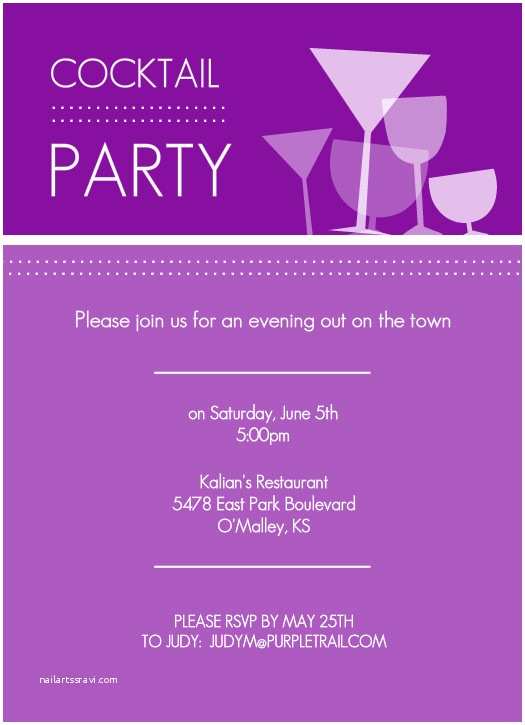 COCKTAIL
PARTY
Please join us for an evening out on the town
on Saturday, June 5th
5:00pm
Kalian's Restaurant
5478 East Park Boulevard
O'Malley, KS
PLEASE RSVP BY MAY 25TH
TO JUDY: JUDYM@PURPLETRAIL.COM
nailartssravi.com